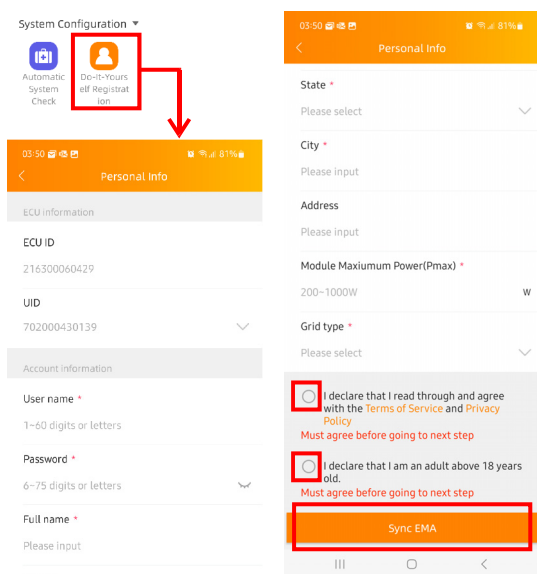 System Configuration ▼
Automatic
System
Check
Do-It-Yours
elf Registrat
ion
03:50
81%
Personal Info
ECU information
ECU ID
216300060429
UID
702000430139
Account information
User name *
1~60 digits or letters
Password *
6~75 digits or letters
Full name *
Please input
03:50
81%
Personal Info
State *
Please select
City *
Please input
Address
Please input
Module Maxiumum Power(Pmax) *
200~1000W
W
Grid type *
Please select
I declare that I read through and agree
with the Terms of Service and Privacy
Policy
Must agree before going to next step
I declare that I am an adult above 18 years
old.
Must agree before going to next step
Sync EMA